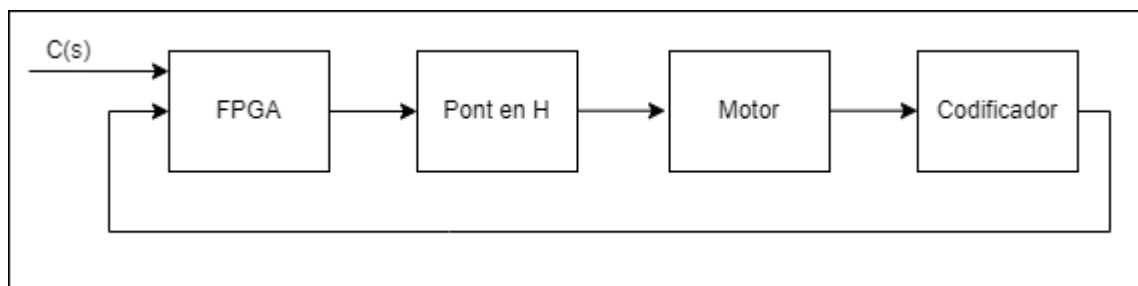 C(s)
FPGA
Pont en H
Motor
Codificador